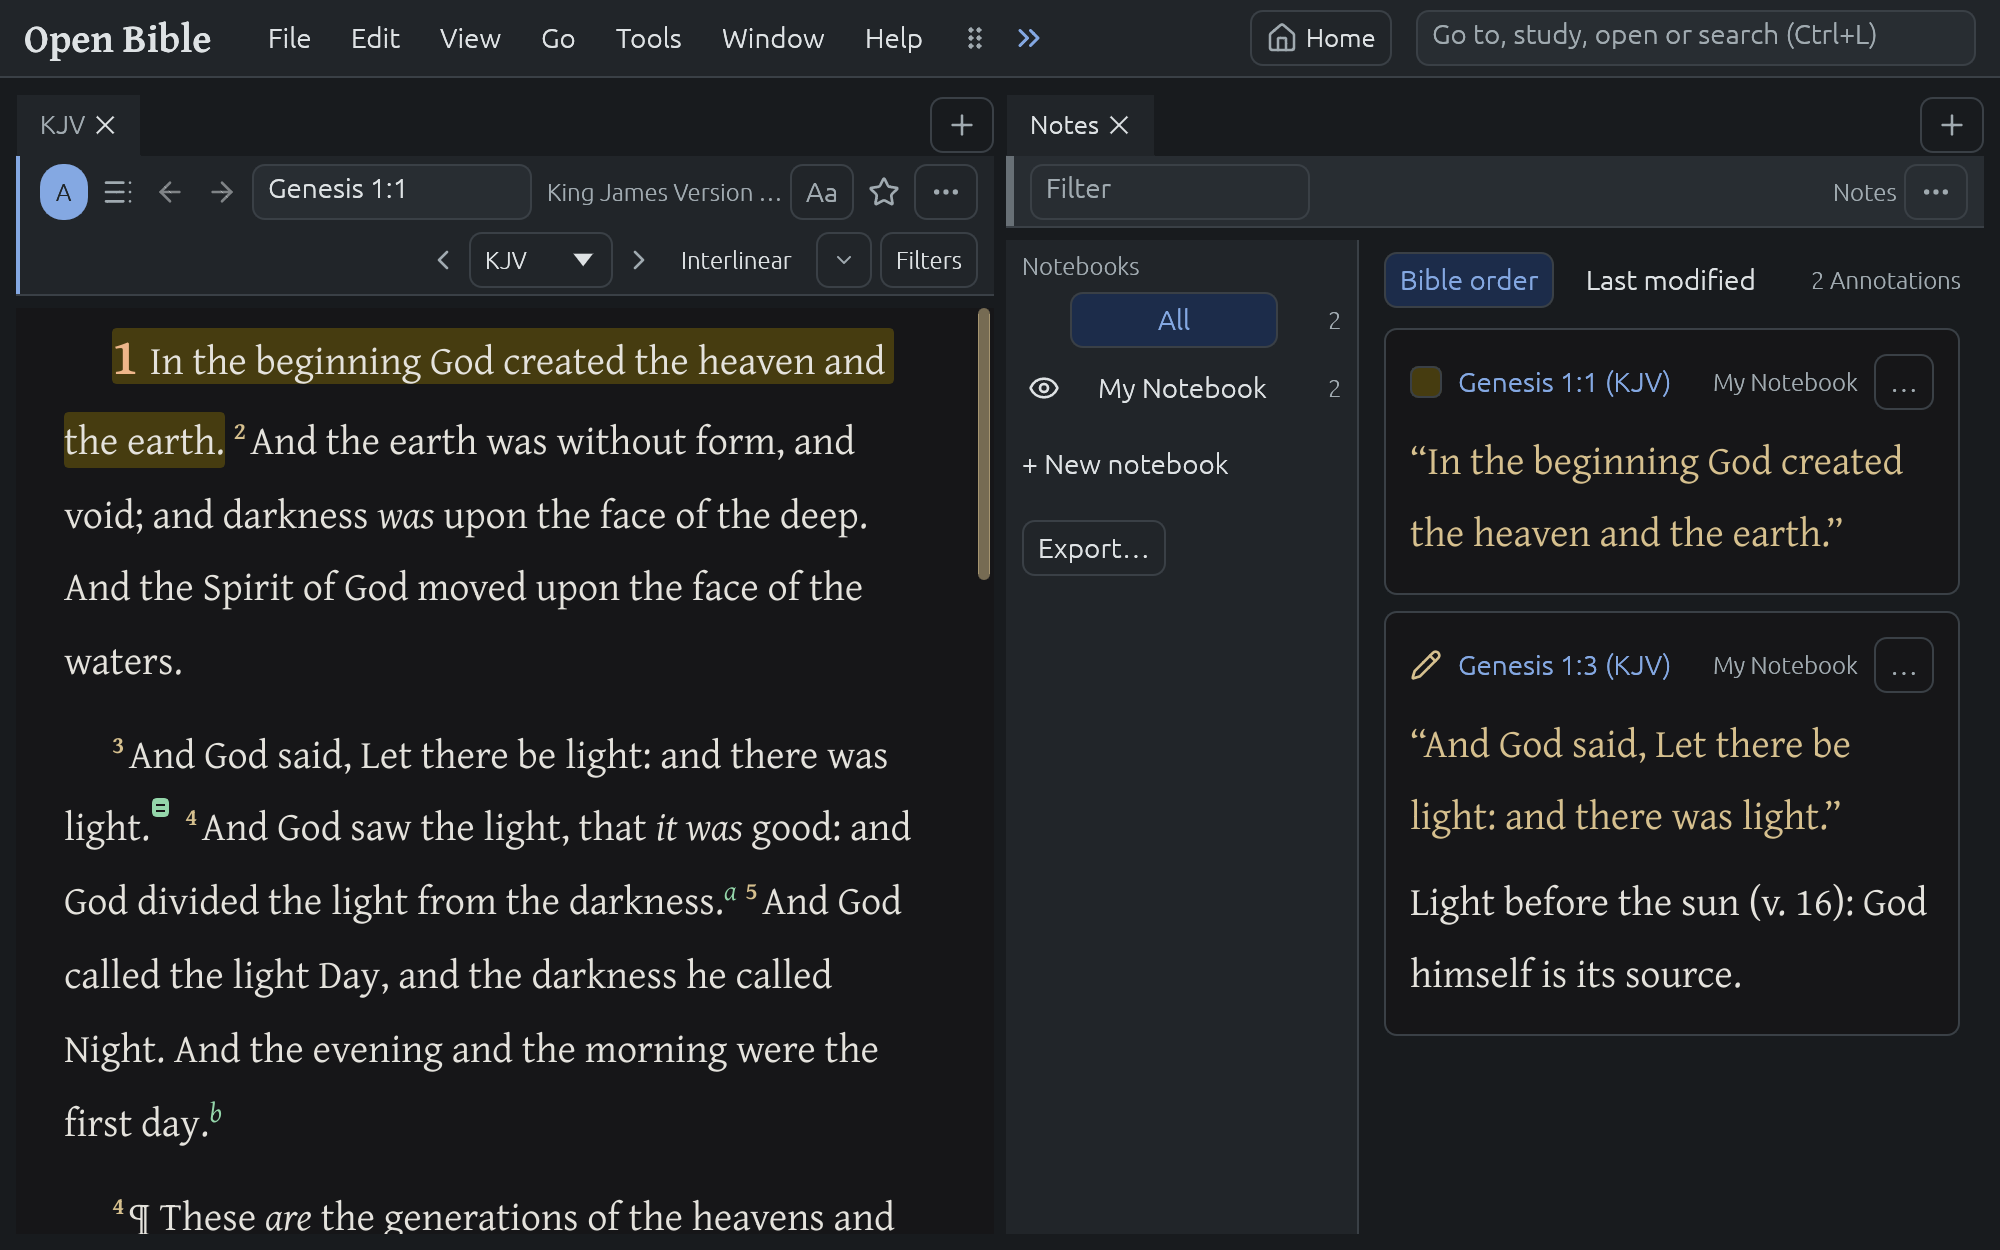 Open Bible File Edit View Go Tools Window Help Home Go to, study, open or search (Ctrl+L)
KJV
A Genesis 1:1 King James Version ... Aa ...
KJV Interlinear Filters
1 In the beginning God created the heaven and
the earth. 2 And the earth was without form, and
void; and darkness was upon the face of the deep.
And the Spirit of God moved upon the face of the
waters.
3 And God said, Let there be light: and there was
light. 4 And God saw the light, that it was good: and
God divided the light from the darkness.a 5 And God
called the light Day, and the darkness he called
Night. And the evening and the morning were the
first day.b
4 ¶ These are the generations of the heavens and
Notes
Filter Notes ...
Notebooks
All 2
My Notebook 2
+ New notebook
Export...
Bible order Last modified 2 Annotations
Genesis 1:1 (KJV) My Notebook ...
“In the beginning God created
the heaven and the earth.”
Genesis 1:3 (KJV) My Notebook ...
“And God said, Let there be
light: and there was light.”
Light before the sun (v. 16): God
himself is its source.